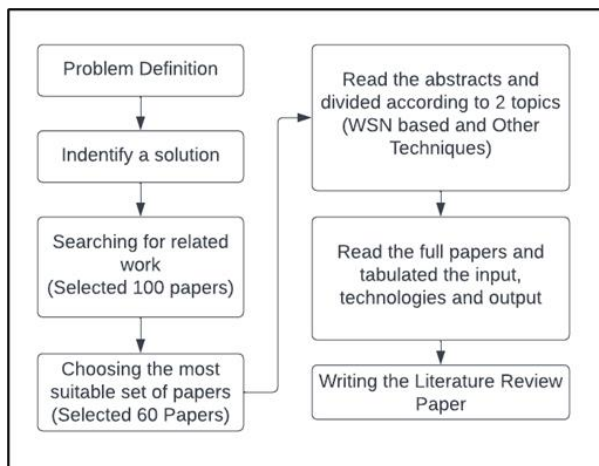 Problem Definition
Indentify a solution
Searching for related
work
(Selected 100 papers)
Choosing the most
suitable set of papers
(Selected 60 Papers)
Read the abstracts and
divided according to 2 topics
(WSN based and Other
Techniques)
Read the full papers and
tabulated the input,
technologies and output
Writing the Literature Review
Paper